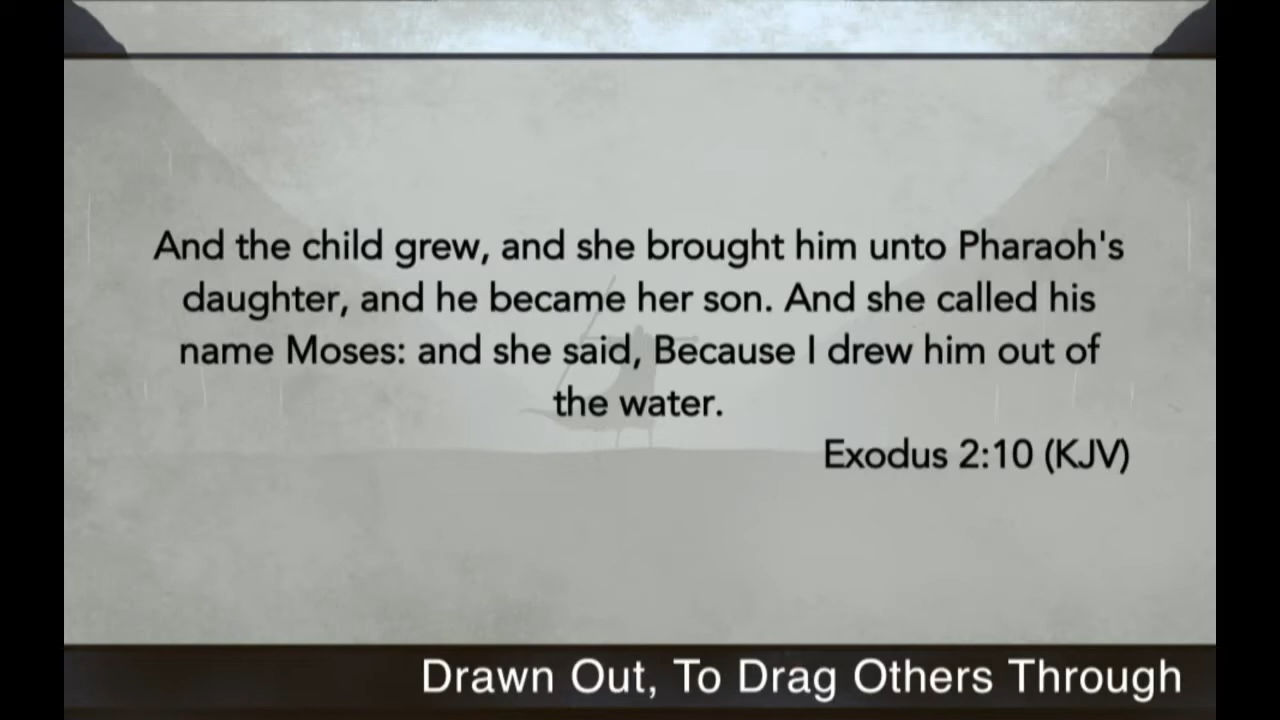 And the child grew, and she brought him unto Pharaoh's
daughter, and he became her son. And she called his
name Moses: and she said, Because I drew him out of
the water.
Exodus 2:10 (KJV)
Drawn Out, To Drag Others Through